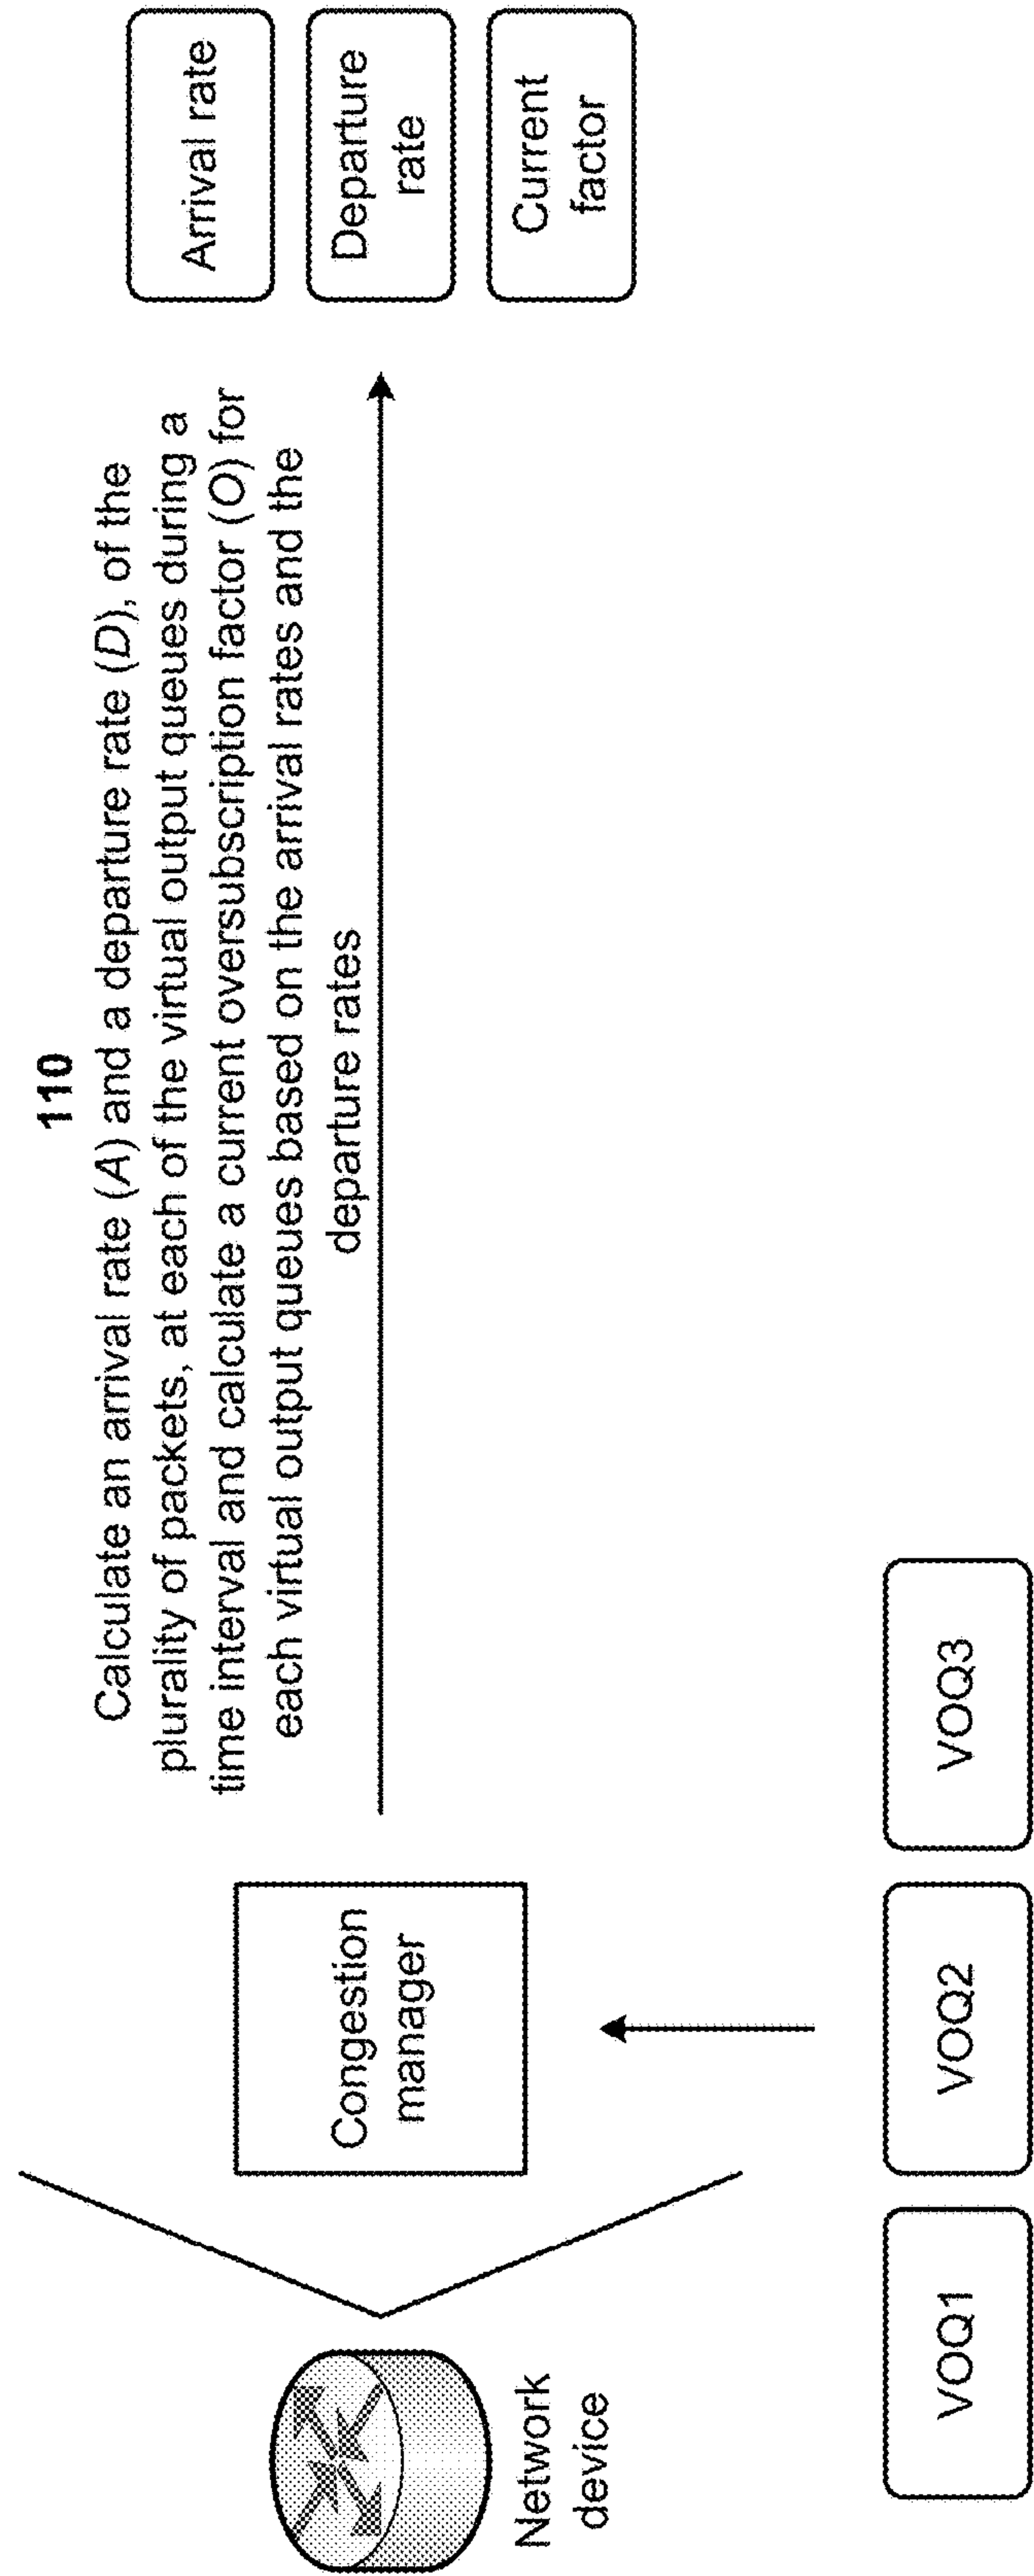 110
Calculate an arrival rate (A) and a departure rate (D), of the
plurality of packets, at each of the virtual output queues during a
time interval and calculate a current oversubscription factor (O) for
each virtual output queues based on the arrival rates and the
departure rates
Arrival rate
Departure
rate
Current
factor
Congestion
manager
Network
device
VOQ1
VOQ2
VOQ3